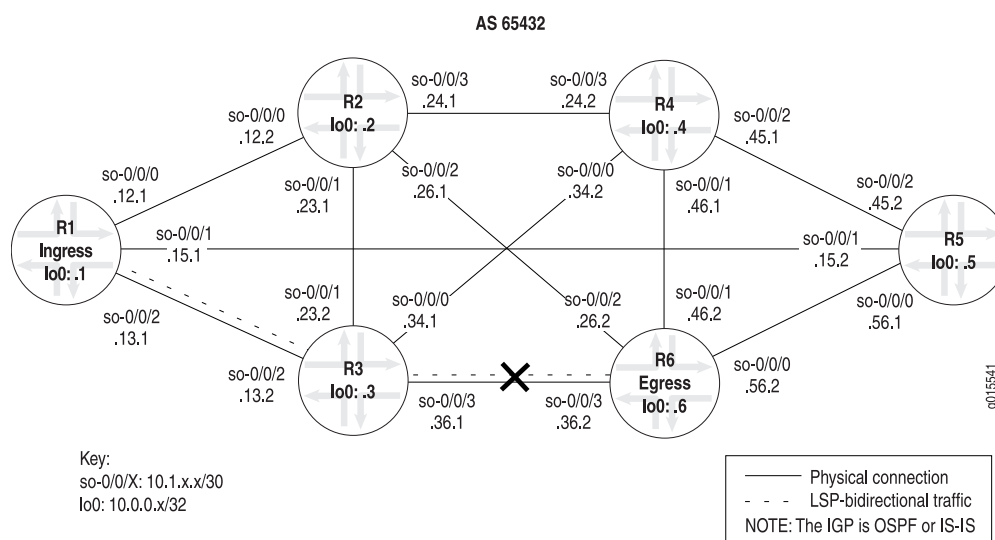 AS 65432
so-0/0/3
.24.1
so-0/0/3
.24.2
R2
lo0: .2
R4
lo0: .4
so-0/0/0
.12.2
so-0/0/2
.45.1
so-0/0/2
.26.1
so-0/0/0
.34.2
so-0/0/0
.12.1
so-0/0/1
.23.1
so-0/0/1
.46.1
so-0/0/2
.45.2
R1
Ingress
lo0: .1
so-0/0/1
.15.1
so-0/0/1
.15.2
R5
lo0: .5
so-0/0/1
.23.2
so-0/0/0
.34.1
so-0/0/2
.26.2
so-0/0/1
.46.2
so-0/0/0
.56.1
so-0/0/2
.13.1
so-0/0/2
.13.2
R3
lo0: .3
R6
Egress
lo0: .6
so-0/0/0
.56.2
so-0/0/3
.36.1
so-0/0/3
.36.2
g015541
Key:
so-0/0/X: 10.1.x.x/30
lo0: 10.0.0.x/32
Physical connection
LSP-bidirectional traffic
NOTE: The IGP is OSPF or IS-IS